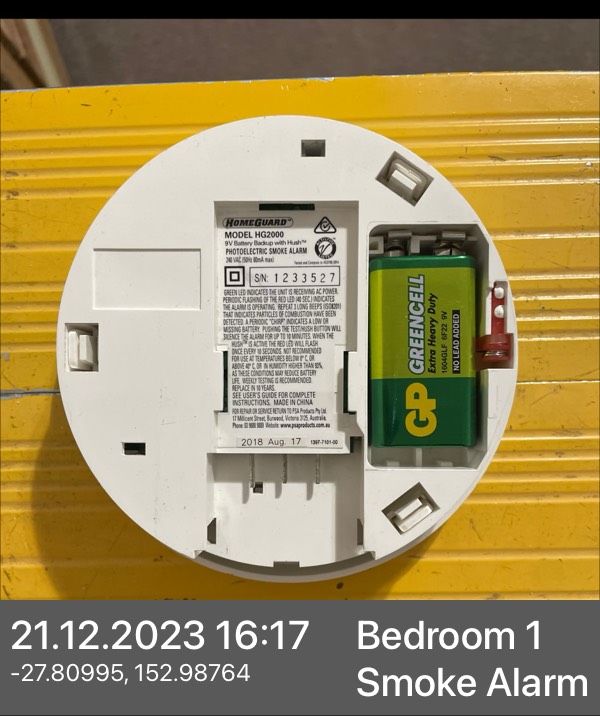 HOMEGUARD
MODEL HG2000
9V Battery Backup with Hush™
PHOTOELECTRIC SMOKE ALARM
240 VAC (50Hz 60mA max)
S/N: 1233527
GREEN LED INDICATES THE UNIT IS RECEIVING AC POWER.
PERIODIC FLASHING OF THE RED LED (40 SEC.) INDICATES
THE ALARM IS OPERATING. REPEAT 3 LONG BEEPS (ISO8201)
THAT INDICATES PARTICLES OF COMBUSTION HAVE BEEN
DETECTED. A PERIODIC "CHIRP" INDICATES A LOW OR
MISSING BATTERY. PUSHING THE TEST/HUSH BUTTON WILL
SILENCE THE ALARM FOR UP TO 10 MINUTES. WHEN THE
HUSH™ IS ACTIVE THE RED LED WILL FLASH
ONCE EVERY 10 SECONDS. NOT RECOMMENDED
FOR USE AT TEMPERATURES BELOW 0° C, OR
ABOVE 40° C, OR IN HUMIDITY HIGHER THAN 93%,
AS THESE CONDITIONS MAY REDUCE BATTERY
LIFE. WEEKLY TESTING IS RECOMMENDED.
REPLACE IN 10 YEARS.
SEE USER'S GUIDE FOR COMPLETE
INSTRUCTIONS. MADE IN CHINA
FOR REPAIR OR SERVICE RETURN TO PSA Products Pty Ltd.
17 Millicent Street, Burwood, Victoria 3125, Australia.
Website: www.psaproducts.com.au
2018 Aug. 17
1397-7101-00
GP GREENCELL
Extra Heavy Duty
1604GLF 6F22 9V
NO LEAD ADDED
21.12.2023 16:17
-27.80995, 152.98764
Bedroom 1
Smoke Alarm